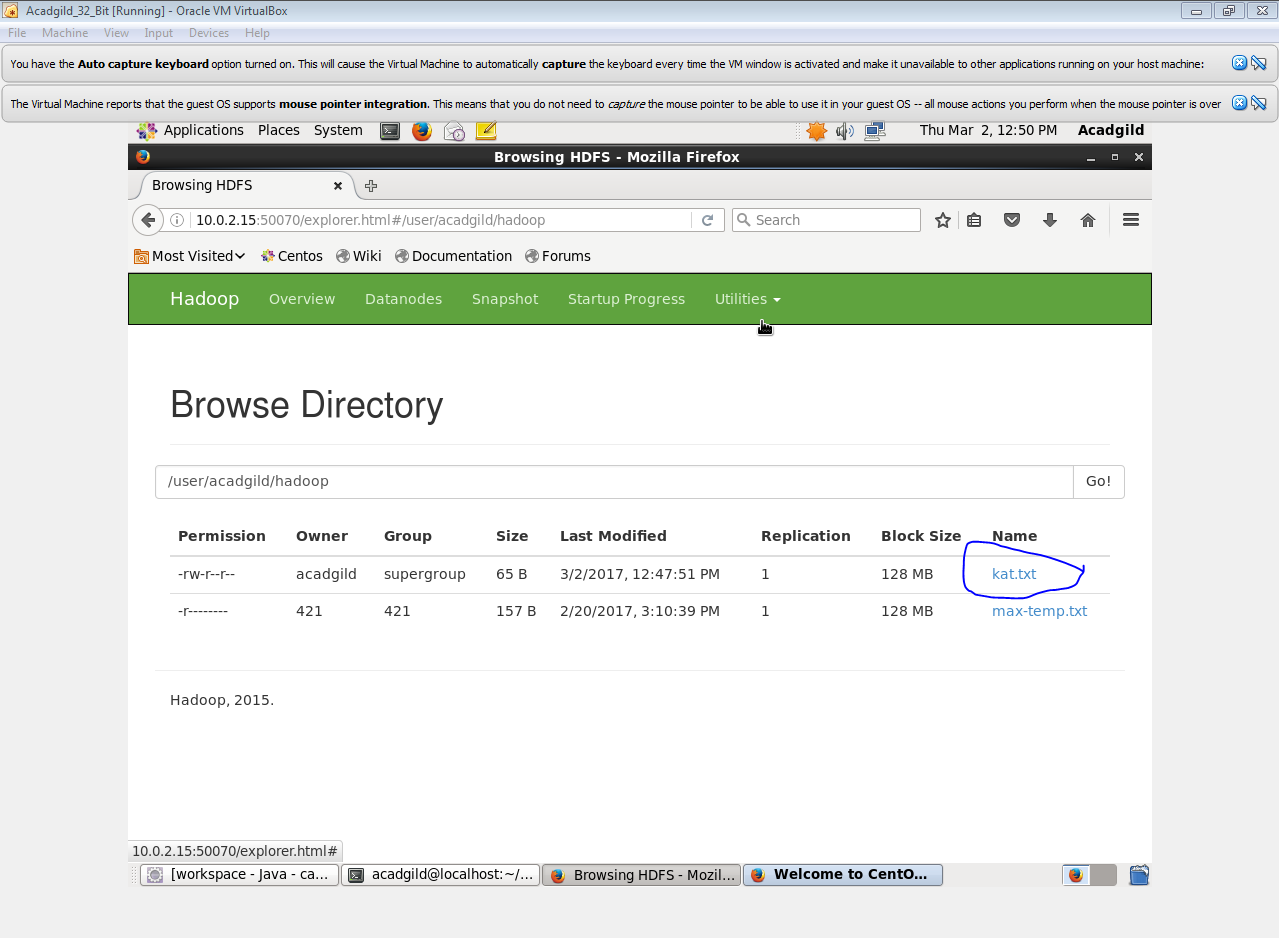 Acadgild_32_Bit [Running] - Oracle VM VirtualBox
File Machine View Input Devices Help
You have the Auto capture keyboard option turned on. This will cause the Virtual Machine to automatically capture the keyboard every time the VM window is activated and make it unavailable to other applications running on your host machine:
The Virtual Machine reports that the guest OS supports mouse pointer integration. This means that you do not need to capture the mouse pointer to be able to use it in your guest OS -- all mouse actions you perform when the mouse pointer is over
Applications Places System Thu Mar 2, 12:50 PM Acadgild
Browsing HDFS - Mozilla Firefox
Browsing HDFS
10.0.2.15:50070/explorer.html#/user/acadgild/hadoop Search
Most Visited Centos Wiki Documentation Forums
Hadoop Overview Datanodes Snapshot Startup Progress Utilities
Browse Directory
/user/acadgild/hadoop Go!
Permission Owner Group Size Last Modified Replication Block Size Name
-rw-r--r-- acadgild supergroup 65 B 3/2/2017, 12:47:51 PM 1 128 MB kat.txt
-r-------- 421 421 157 B 2/20/2017, 3:10:39 PM 1 128 MB max-temp.txt
Hadoop, 2015.
10.0.2.15:50070/explorer.html#
[workspace - Java - ca... acadgild@localhost:~/... Browsing HDFS - Mozil... Welcome to CentO...